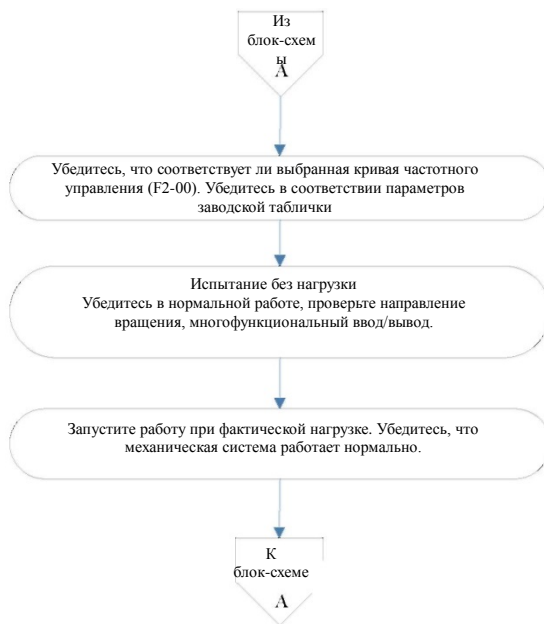 Из
блок-схем
ы
А
Убедитесь, что соответствует ли выбранная кривая частотного
управления (F2-00). Убедитесь в соответствии параметров
заводской таблички
Испытание без нагрузки
Убедитесь в нормальной работе, проверьте направление
вращения, многофункциональный ввод/вывод.
Запустите работу при фактической нагрузке. Убедитесь, что
механическая система работает нормально.
К
блок-схеме
А